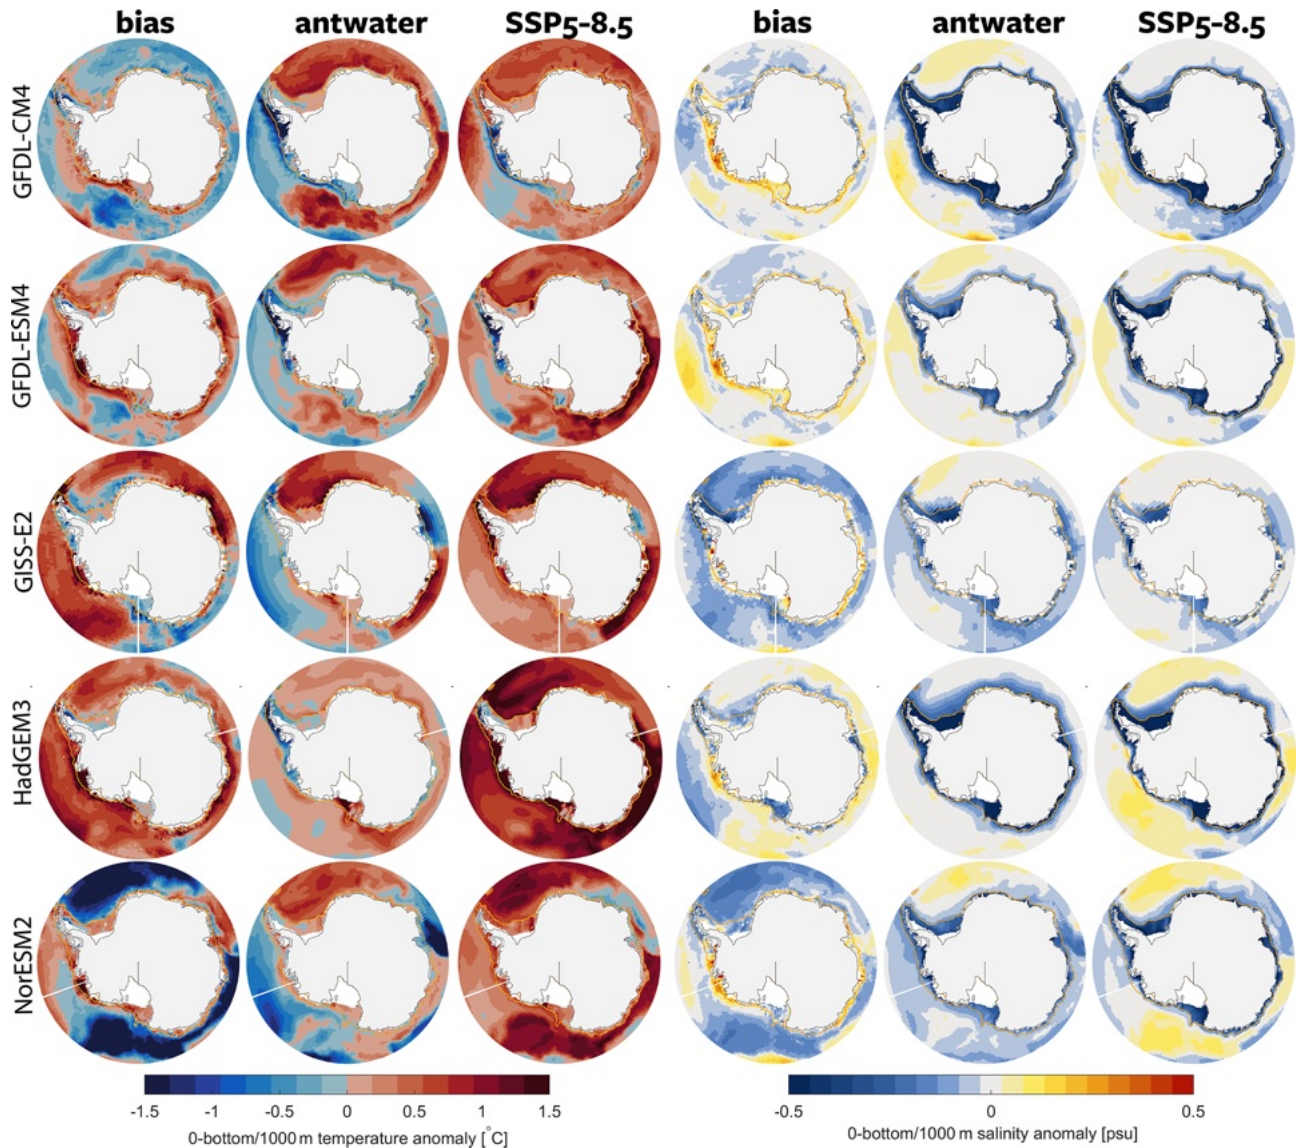 bias antwater SSP5-8.5 bias antwater SSP5-8.5
GFDL-CM4
GFDL-ESM4
GISS-E2
HadGEM3
NorESM2
-1.5 -1 -0.5 0 0.5 1 1.5
0-bottom/1000 m temperature anomaly [°C]
-0.5 0 0.5
0-bottom/1000 m salinity anomaly [psu]